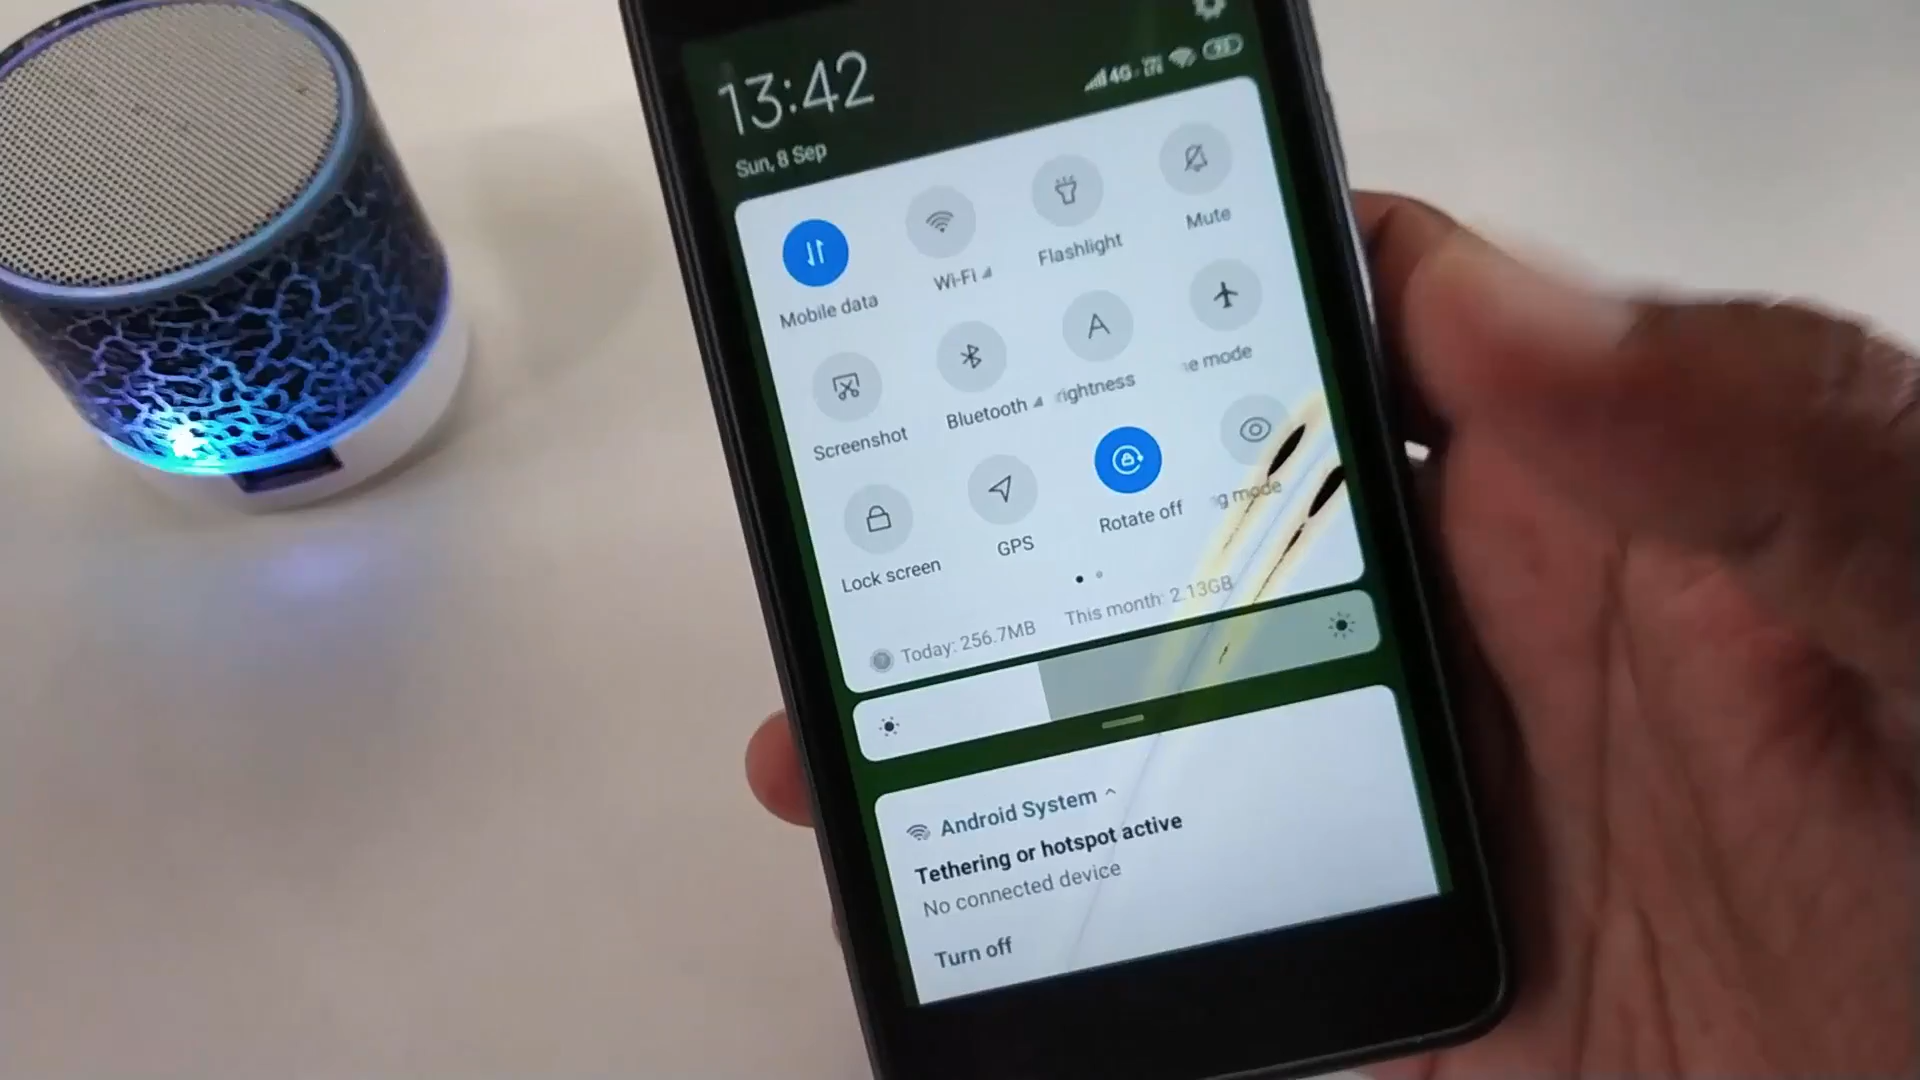 13:42
Sun, 8 Sep
4G
Mobile data
Wi-Fi
Flashlight
Mute
Screenshot
Bluetooth
rightness
e mode
Lock screen
GPS
Rotate off
g mode
Today: 256.7MB
This month: 2.13GB
Android System
Tethering or hotspot active
No connected device
Turn off